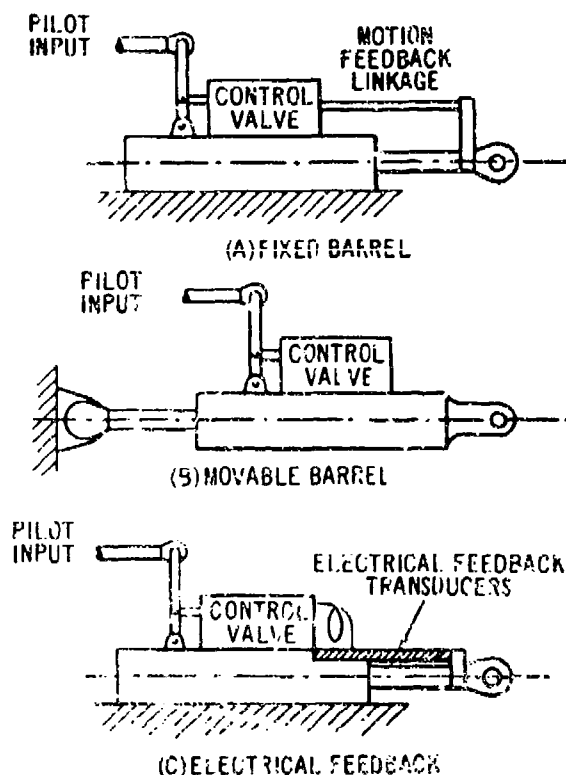 PILOT
INPUT
MOTION
FEEDBACK
LINKAGE
CONTROL
VALVE
(A) FIXED BARREL
PILOT
INPUT
CONTROL
VALVE
(B) MOVABLE BARREL
PILOT
INPUT
ELECTRICAL FEEDBACK
TRANSDUCERS
CONTROL
VALVE
(C) ELECTRICAL FEEDBACK